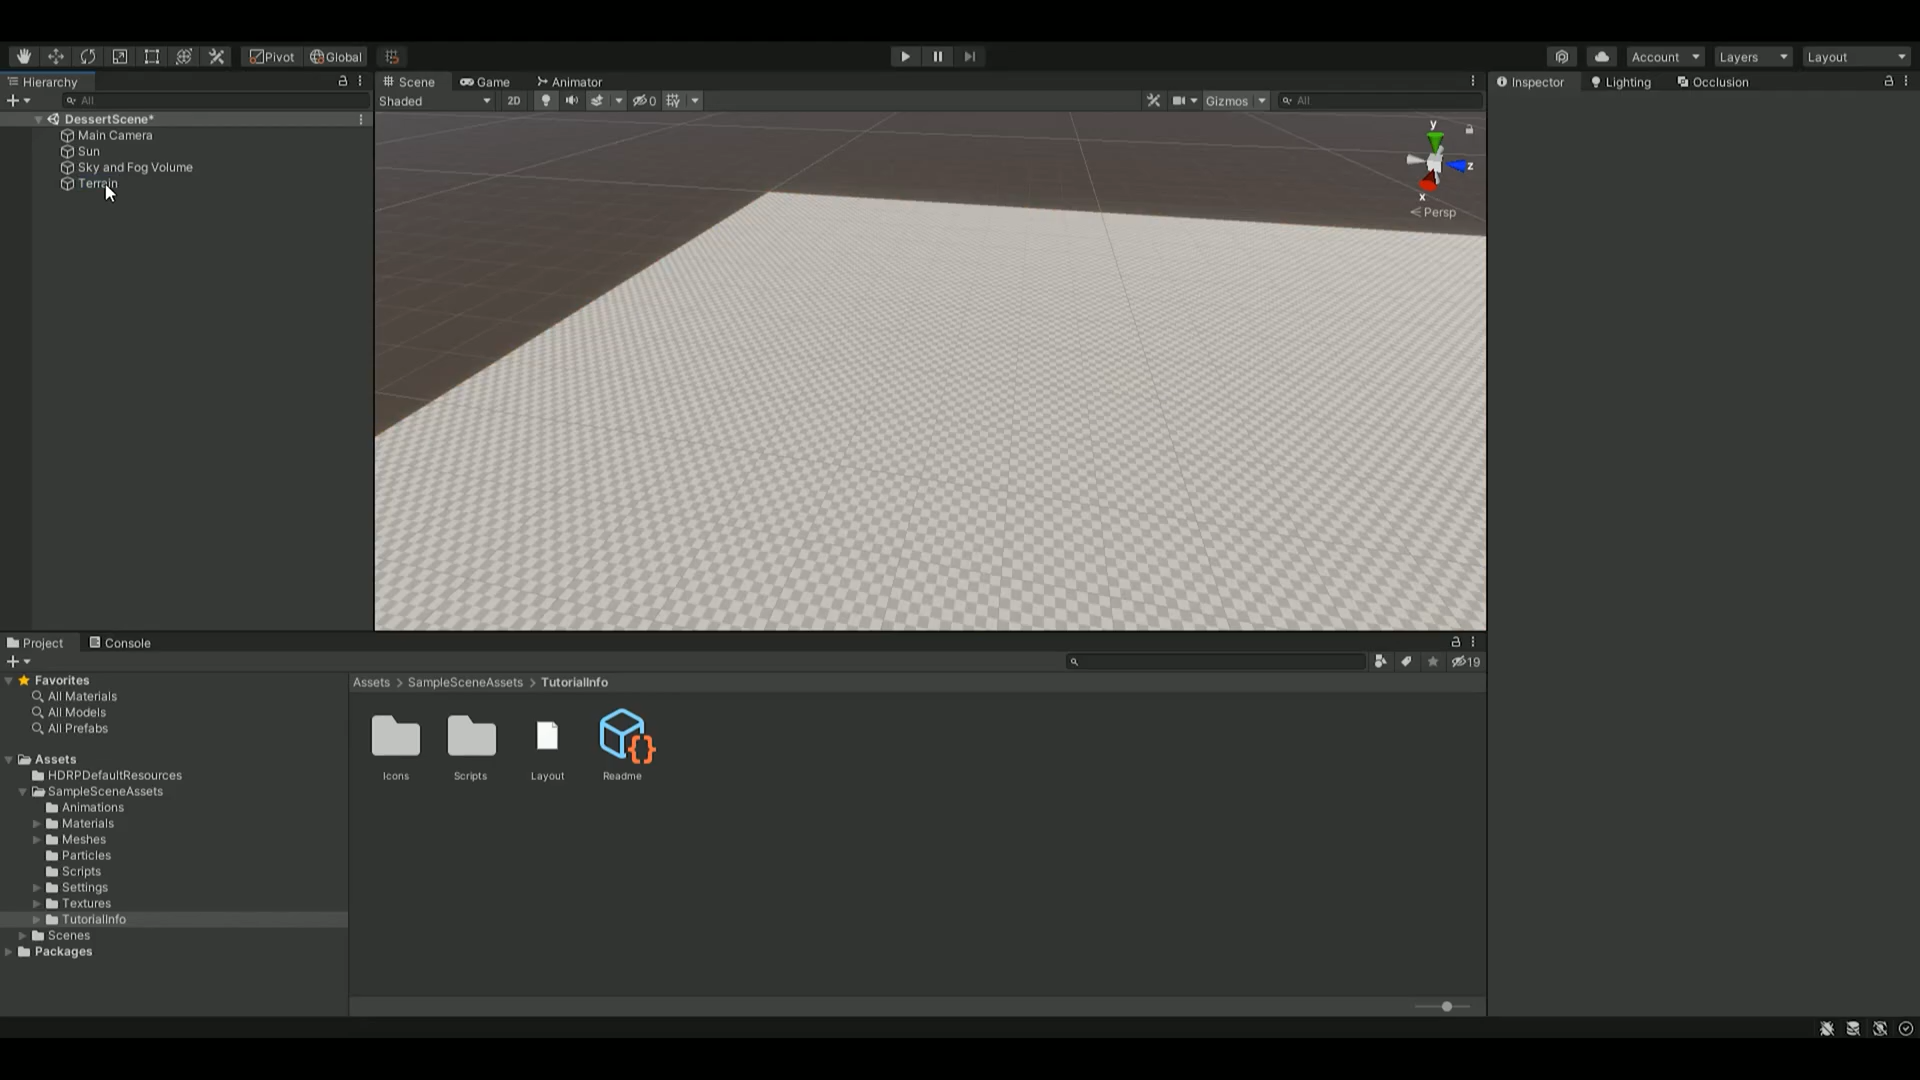 Pivot Global Account Layers Layout
Hierarchy Scene Game Animator Inspector Lighting Occlusion
All Shaded 2D 0 Gizmos All
DessertScene*
Main Camera
Sun
Sky and Fog Volume
Terrain
y
z
x
Persp
Project Console
19
Favorites
All Materials
All Models
All Prefabs
Assets
HDRPDefaultResources
SampleSceneAssets
Animations
Materials
Meshes
Particles
Scripts
Settings
Textures
TutorialInfo
Scenes
Packages
Assets > SampleSceneAssets > TutorialInfo
Icons Scripts Layout Readme